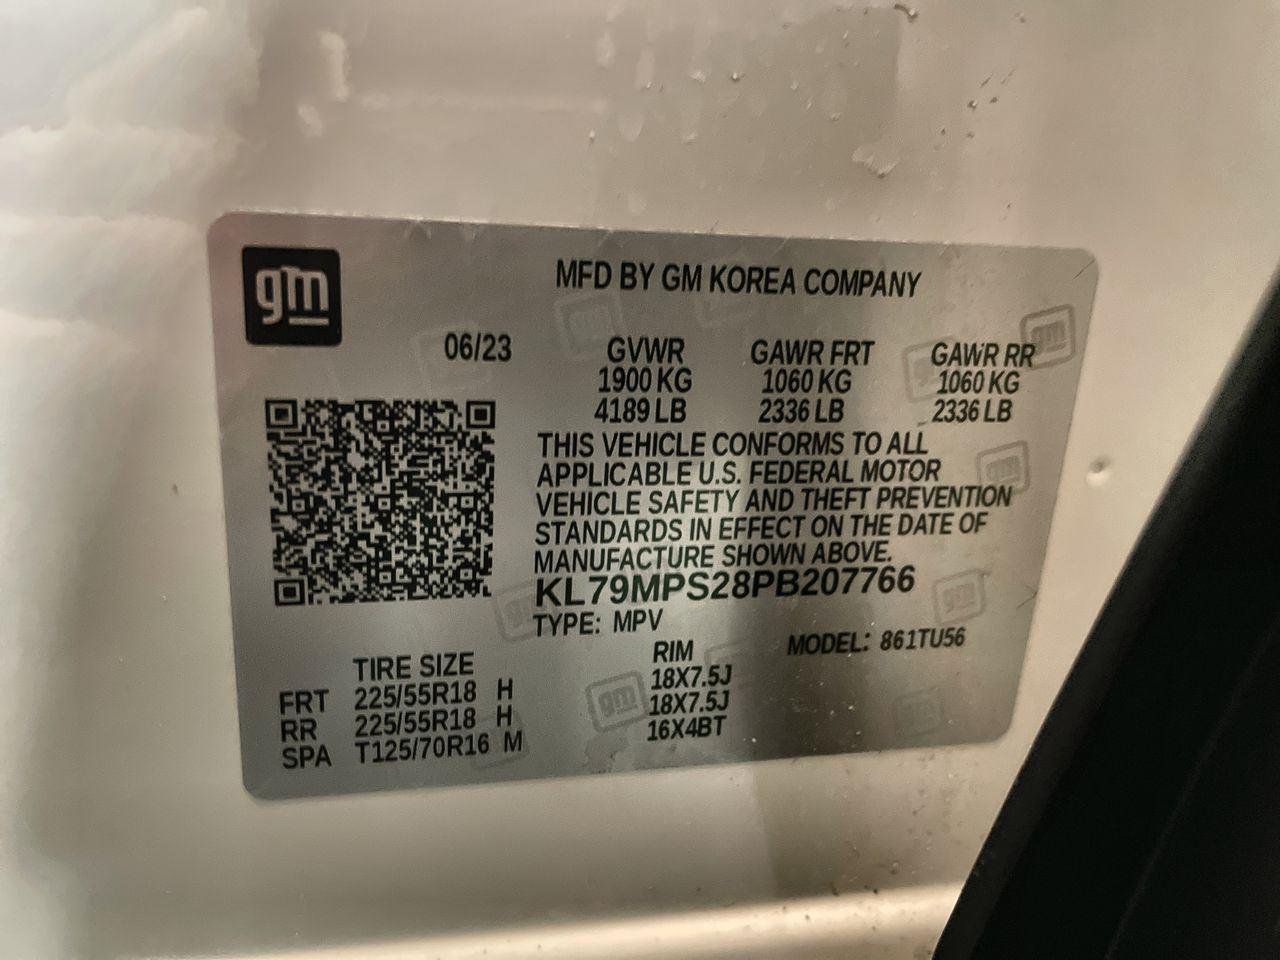 gm
MFD BY GM KOREA COMPANY
06/23 GVWR GAWR FRT GAWR RR
1900 KG 1060 KG 1060 KG
4189 LB 2336 LB 2336 LB
THIS VEHICLE CONFORMS TO ALL
APPLICABLE U.S. FEDERAL MOTOR
VEHICLE SAFETY AND THEFT PREVENTION
STANDARDS IN EFFECT ON THE DATE OF
MANUFACTURE SHOWN ABOVE.
KL79MPS28PB207766
TYPE: MPV MODEL: 861TU56
TIRE SIZE RIM
FRT 225/55R18 H 18X7.5J
RR 225/55R18 H 18X7.5J
SPA T125/70R16 M 16X4BT